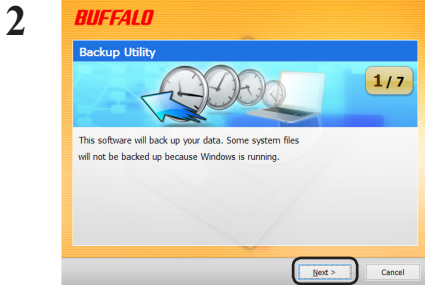 2
BUFFALO
Backup Utility
1/7
This software will back up your data. Some system files
will not be backed up because Windows is running.
Next >
Cancel